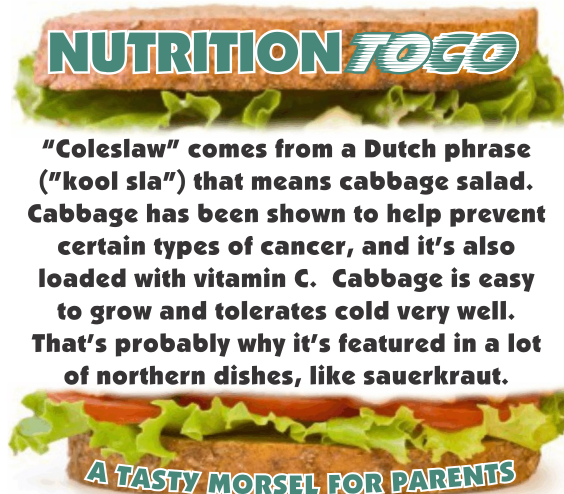 NUTRITION TOGO
“Coleslaw” comes from a Dutch phrase
(”kool sla”) that means cabbage salad.
Cabbage has been shown to help prevent
certain types of cancer, and it’s also
loaded with vitamin C.  Cabbage is easy
to grow and tolerates cold very well.
That’s probably why it’s featured in a lot
of northern dishes, like sauerkraut.
A TASTY MORSEL FOR PARENTS